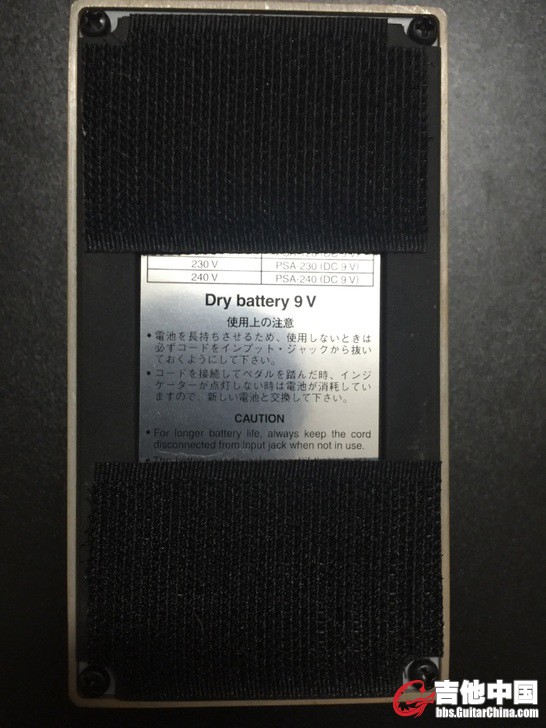 230 V PSA-230 (DC 9 V)
240 V PSA-240 (DC 9 V)
Dry battery 9 V
使用上の注意
• 電池を長持ちさせるため、使用しないときは
必ずコードをインプット・ジャックから抜い
ておくようにして下さい。
• コードを接続してペダルを踏んだ時、インジ
ケーターが点灯しない時は電池が消耗してい
ますので、新しい電池と交換して下さい。
CAUTION
• For longer battery life, always keep the cord
disconnected from Input jack when not in use.
吉他中国
bbs.GuitarChina.com